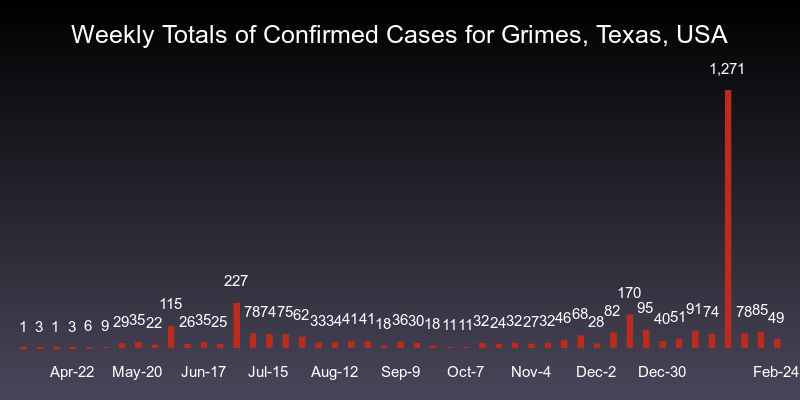 Weekly Totals of Confirmed Cases for Grimes, Texas, USA
1,271
227
170
115
1 3 1 3 6 9 29 35 22 26 35 25 78 74 75 62 33 34 41 41 18 36 30 18 11 11 32 24 32 27 32 46 68 28 82 95 40 51 91 74 78 85 49
Apr-22 May-20 Jun-17 Jul-15 Aug-12 Sep-9 Oct-7 Nov-4 Dec-2 Dec-30 Feb-24